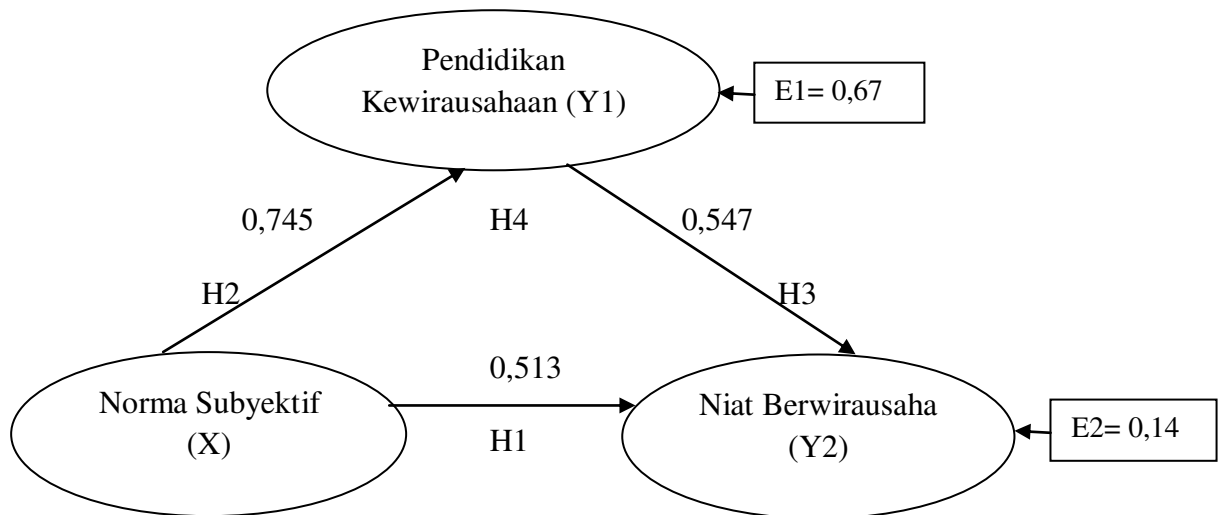 Pendidikan
Kewirausahaan (Y1)
E1= 0,67
0,745
H4
0,547
H2
H3
0,513
Norma Subyektif
(X)
H1
Niat Berwirausaha
(Y2)
E2= 0,14